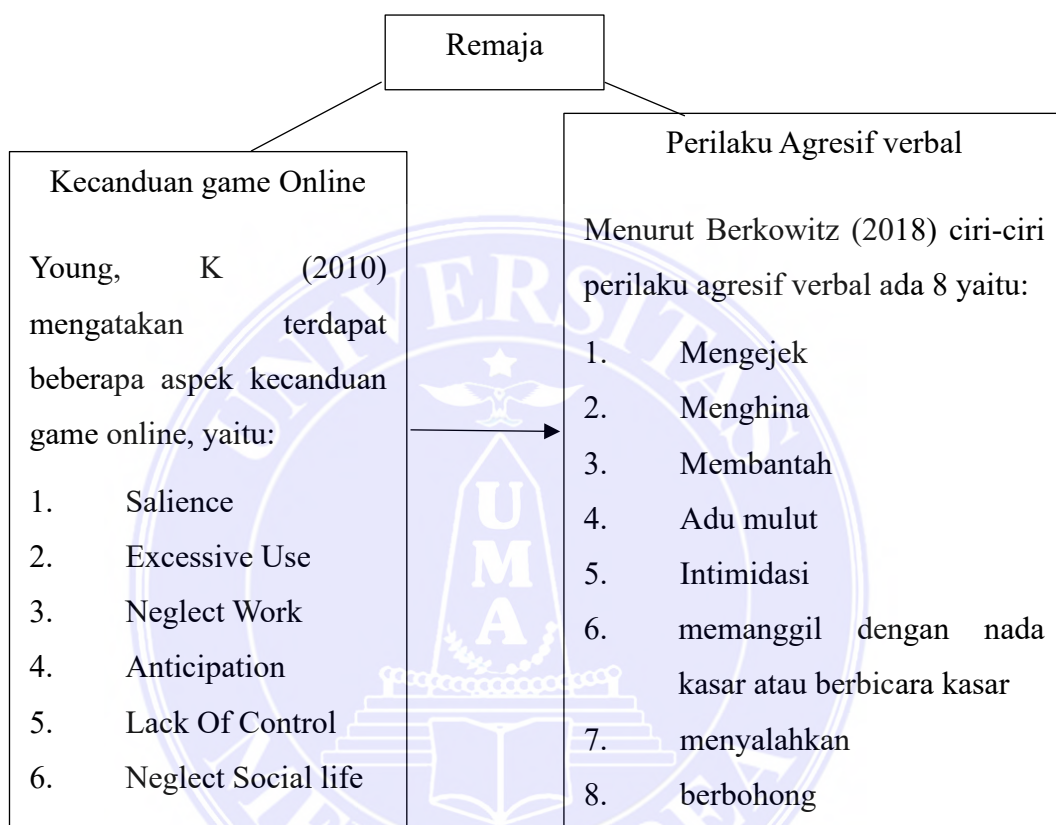 Remaja
Kecanduan game Online
Young, K (2010)
mengatakan terdapat
beberapa aspek kecanduan
game online, yaitu:
1. Salience
2. Excessive Use
3. Neglect Work
4. Anticipation
5. Lack Of Control
6. Neglect Social life
Perilaku Agresif verbal
Menurut Berkowitz (2018) ciri-ciri
perilaku agresif verbal ada 8 yaitu:
1. Mengejek
2. Menghina
3. Membantah
4. Adu mulut
5. Intimidasi
6. memanggil dengan nada
kasar atau berbicara kasar
7. menyalahkan
8. berbohong
UNIVERSITAS
UMA